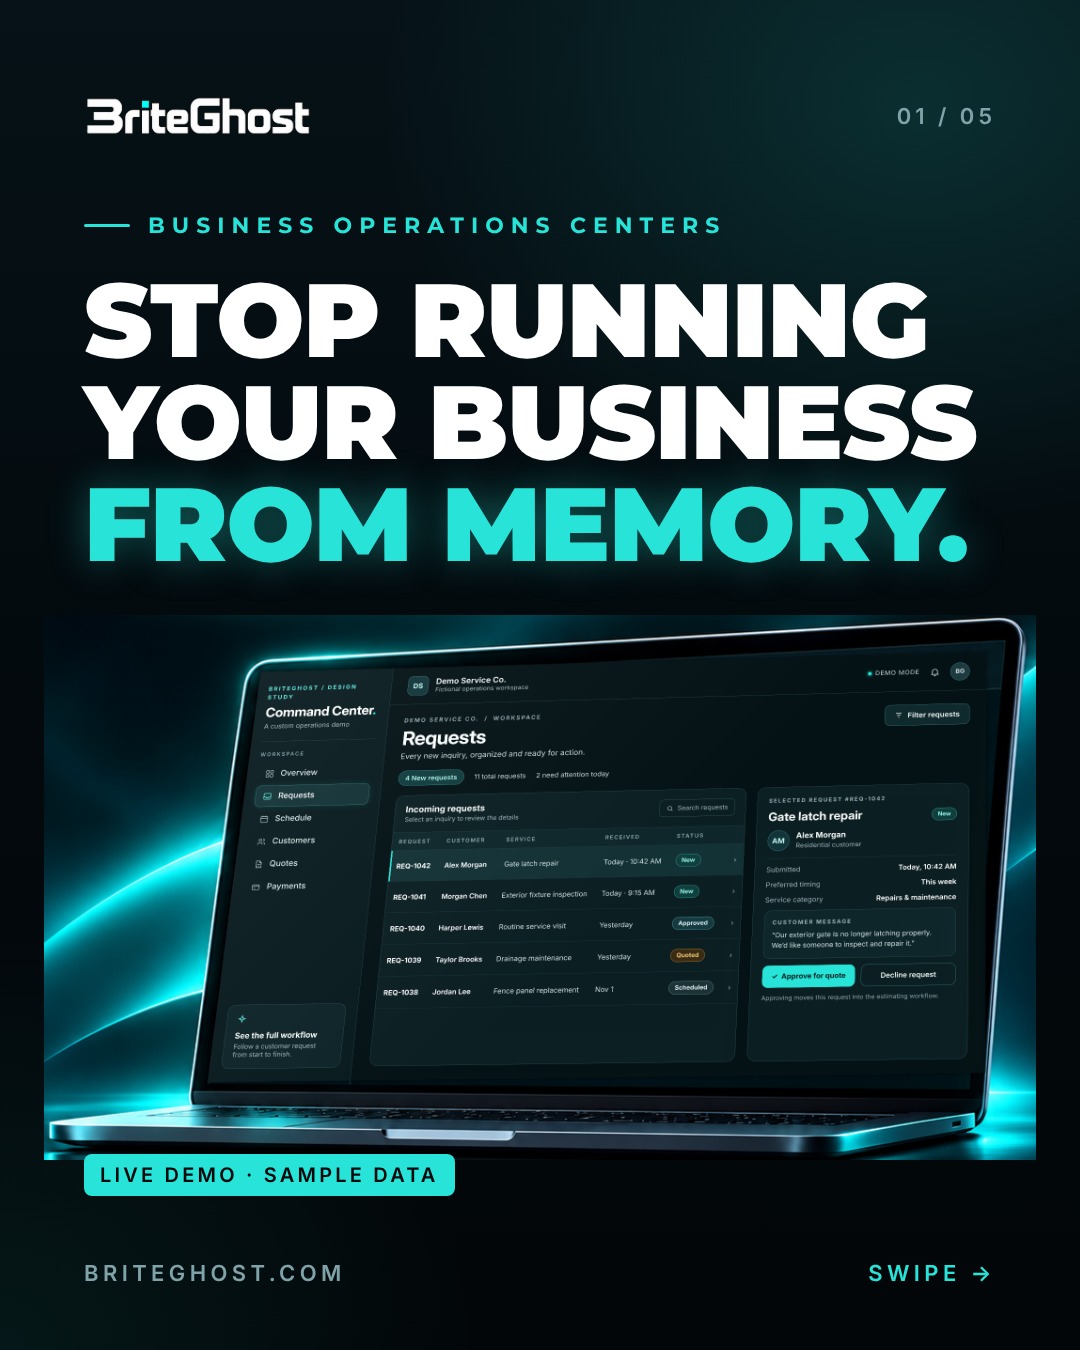 BriteGhost
01 / 05
BUSINESS OPERATIONS CENTERS
STOP RUNNING
YOUR BUSINESS
FROM MEMORY.
BRITEGHOST / DESIGN
STUDY
Command Center.
A custom operations demo
WORKSPACE
Overview
Requests
Schedule
Customers
Quotes
Payments
See the full workflow
Follow a customer request
from start to finish.
DS
Demo Service Co.
Fictional operations workspace
DEMO MODE
BG
DEMO SERVICE CO. / WORKSPACE
Requests
Every new inquiry, organized and ready for action.
Filter requests
4 New requests 11 total requests 2 need attention today
Incoming requests
Select an inquiry to review the details
Search requests
REQUEST CUSTOMER SERVICE RECEIVED STATUS
REQ-1042 Alex Morgan Gate latch repair Today · 10:42 AM New ›
REQ-1041 Morgan Chen Exterior fixture inspection Today · 9:15 AM New ›
REQ-1040 Harper Lewis Routine service visit Yesterday Approved ›
REQ-1039 Taylor Brooks Drainage maintenance Yesterday Quoted ›
REQ-1038 Jordan Lee Fence panel replacement Nov 1 Scheduled ›
SELECTED REQUEST #REQ-1042
Gate latch repair New
AM
Alex Morgan
Residential customer
Submitted Today, 10:42 AM
Preferred timing This week
Service category Repairs & maintenance
CUSTOMER MESSAGE
"Our exterior gate is no longer latching properly.
We'd like someone to inspect and repair it."
✓ Approve for quote Decline request
Approving moves this request into the estimating workflow.
LIVE DEMO · SAMPLE DATA
BRITEGHOST.COM
SWIPE →